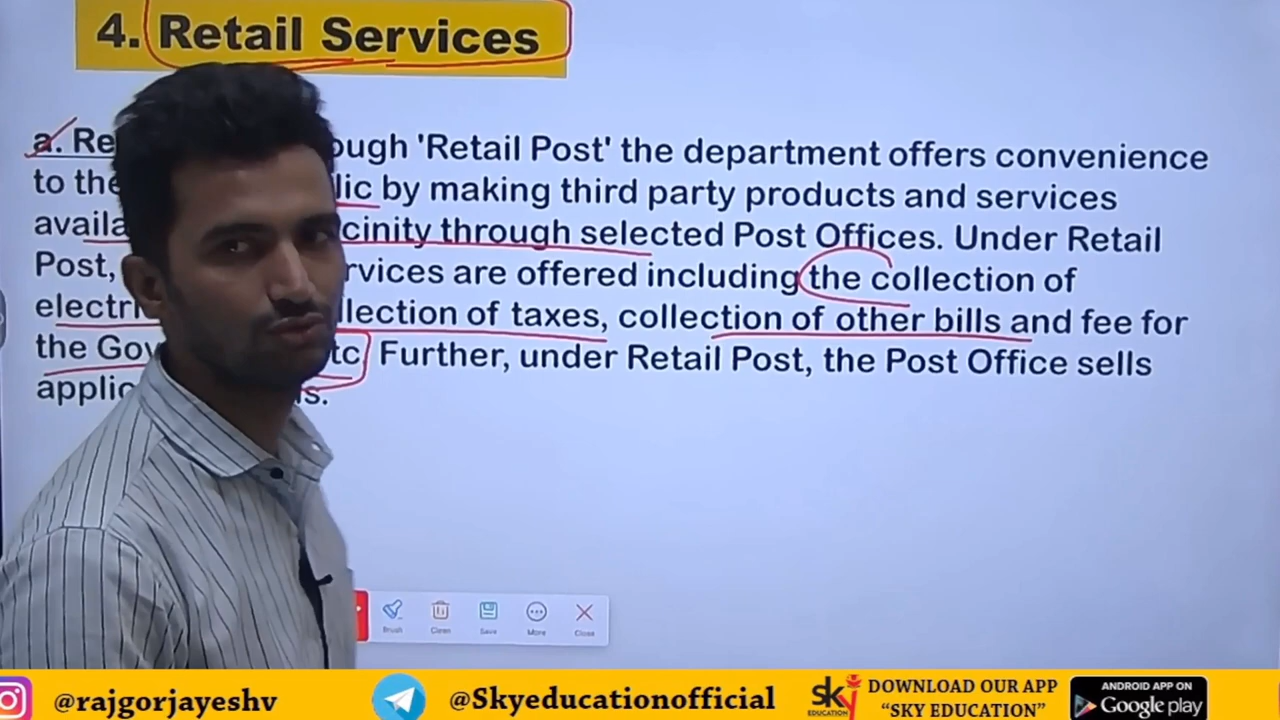 4. Retail Services
a. Re ough 'Retail Post' the department offers convenience
to the lic by making third party products and services
availa cinity through selected Post Offices. Under Retail
Post, rvices are offered including the collection of
electri llection of taxes, collection of other bills and fee for
the Gov tc Further, under Retail Post, the Post Office sells
applic s.
Brush Clean Save More Close
@rajgorjayeshv @Skyeducationofficial sky EDUCATION DOWNLOAD OUR APP "SKY EDUCATION" ANDROID APP ON Google play